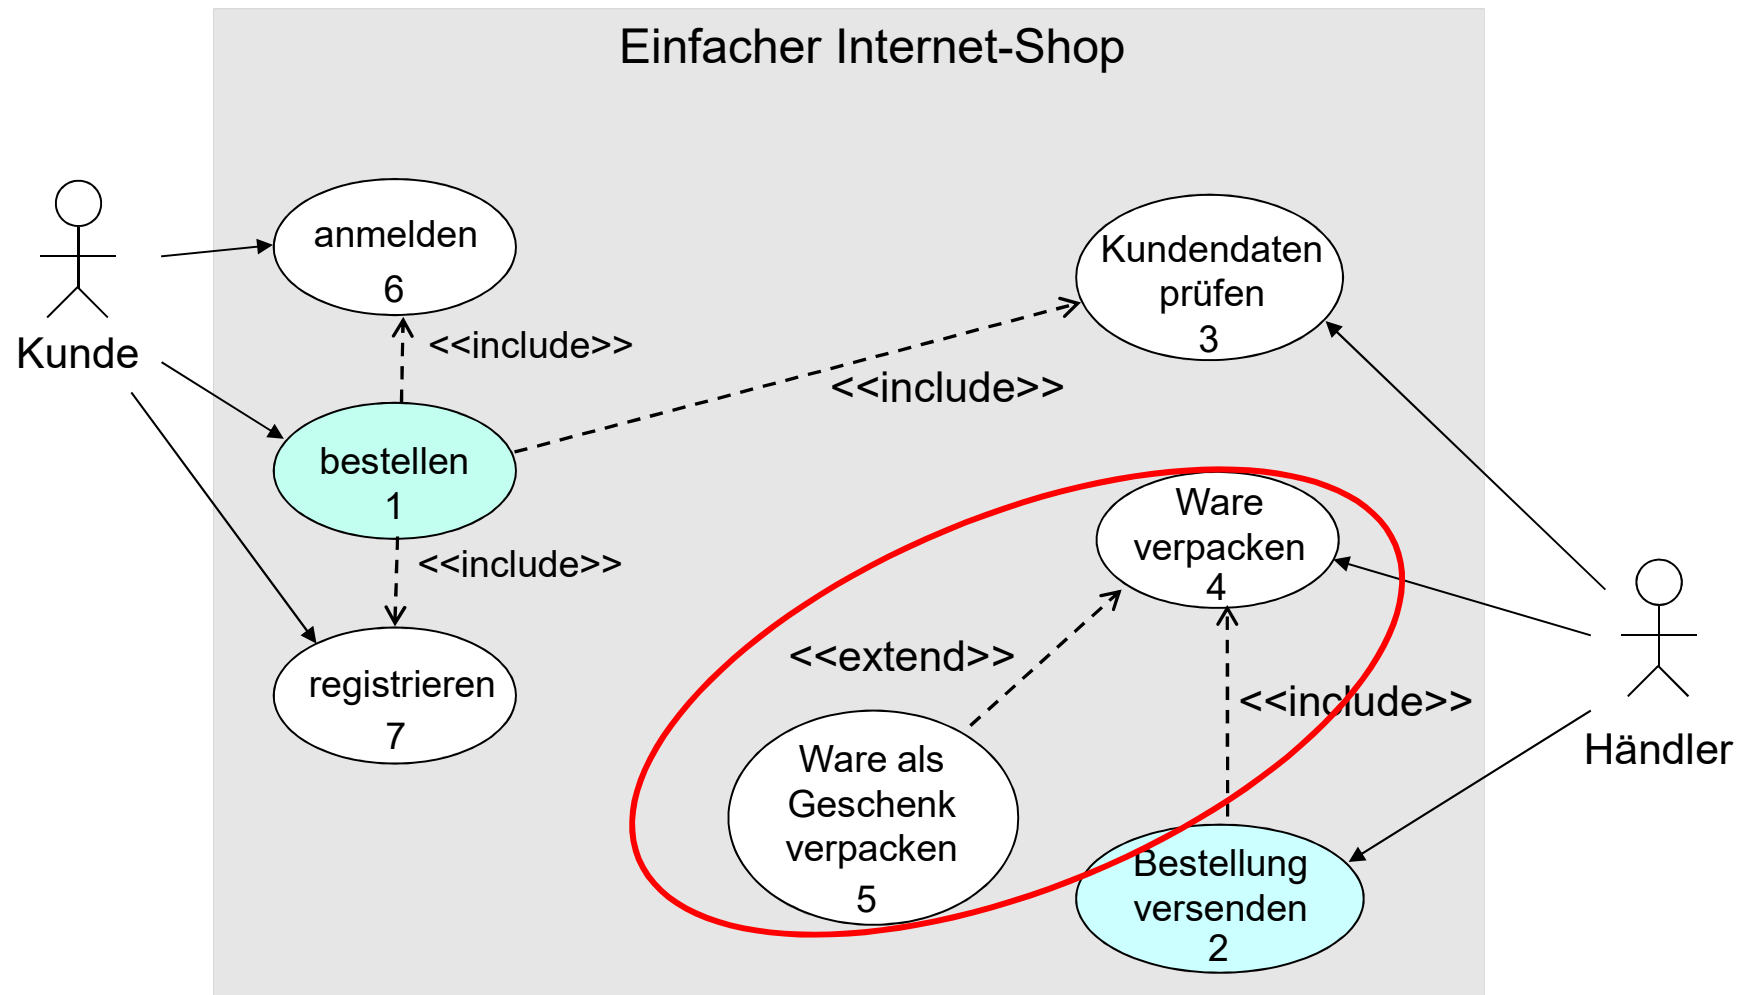 Einfacher Internet-Shop
Kunde
anmelden
6
<<include>>
bestellen
1
<<include>>
registrieren
7
Kundendaten
prüfen
3
<<include>>
Ware
verpacken
4
<<extend>>
<<include>>
Ware als
Geschenk
verpacken
5
Bestellung
versenden
2
Händler